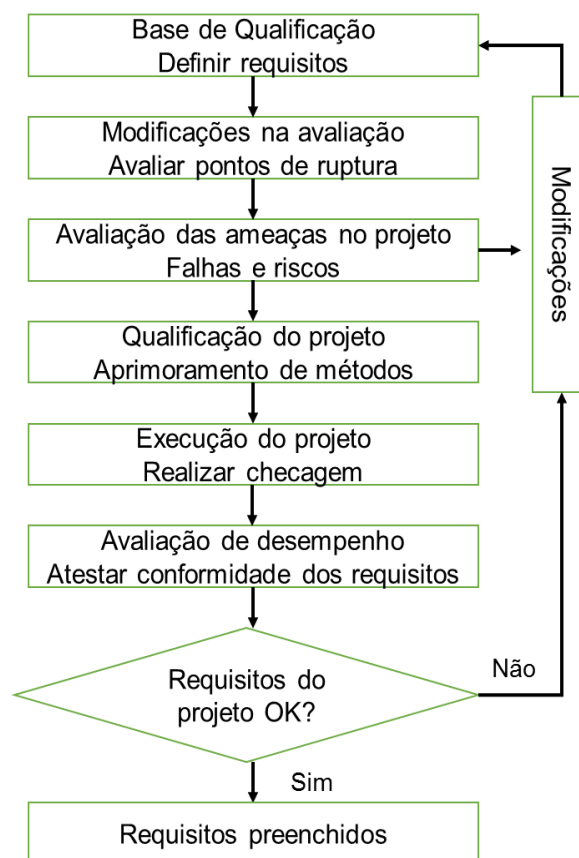 Base de Qualificação
Definir requisitos
Modificações na avaliação
Avaliar pontos de ruptura
Avaliação das ameaças no projeto
Falhas e riscos
Modificações
Qualificação do projeto
Aprimoramento de métodos
Execução do projeto
Realizar checagem
Avaliação de desempenho
Atestar conformidade dos requisitos
Requisitos do
projeto OK?
Não
Sim
Requisitos preenchidos